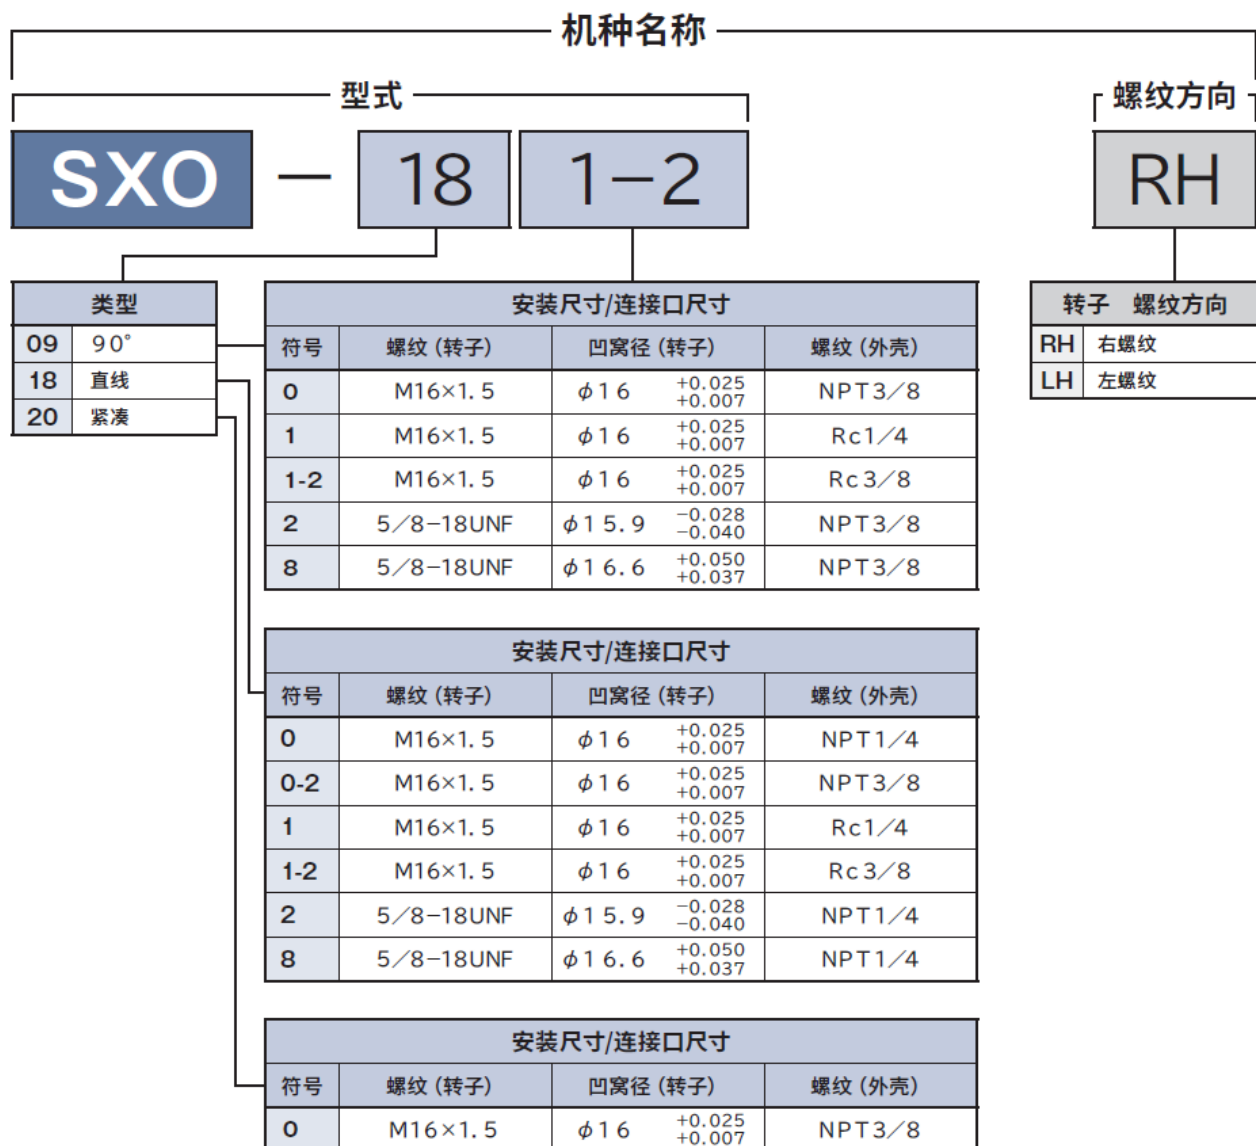 机种名称
型式 螺纹方向
SXO － 18 1－2 RH
类型
09 90°
18 直线
20 紧凑
安装尺寸/连接口尺寸
符号 螺纹（转子） 凹窝径（转子） 螺纹（外壳）
0 M16×1.5 φ16 +0.025 +0.007 NPT3／8
1 M16×1.5 φ16 +0.025 +0.007 Rc1／4
1-2 M16×1.5 φ16 +0.025 +0.007 Rc3／8
2 5／8−18UNF φ15.9 −0.028 −0.040 NPT3／8
8 5／8−18UNF φ16.6 +0.050 +0.037 NPT3／8
转子 螺纹方向
RH 右螺纹
LH 左螺纹
安装尺寸/连接口尺寸
符号 螺纹（转子） 凹窝径（转子） 螺纹（外壳）
0 M16×1.5 φ16 +0.025 +0.007 NPT1／4
0-2 M16×1.5 φ16 +0.025 +0.007 NPT3／8
1 M16×1.5 φ16 +0.025 +0.007 Rc1／4
1-2 M16×1.5 φ16 +0.025 +0.007 Rc3／8
2 5／8−18UNF φ15.9 −0.028 −0.040 NPT1／4
8 5／8−18UNF φ16.6 +0.050 +0.037 NPT1／4
安装尺寸/连接口尺寸
符号 螺纹（转子） 凹窝径（转子） 螺纹（外壳）
0 M16×1.5 φ16 +0.025 +0.007 NPT3／8